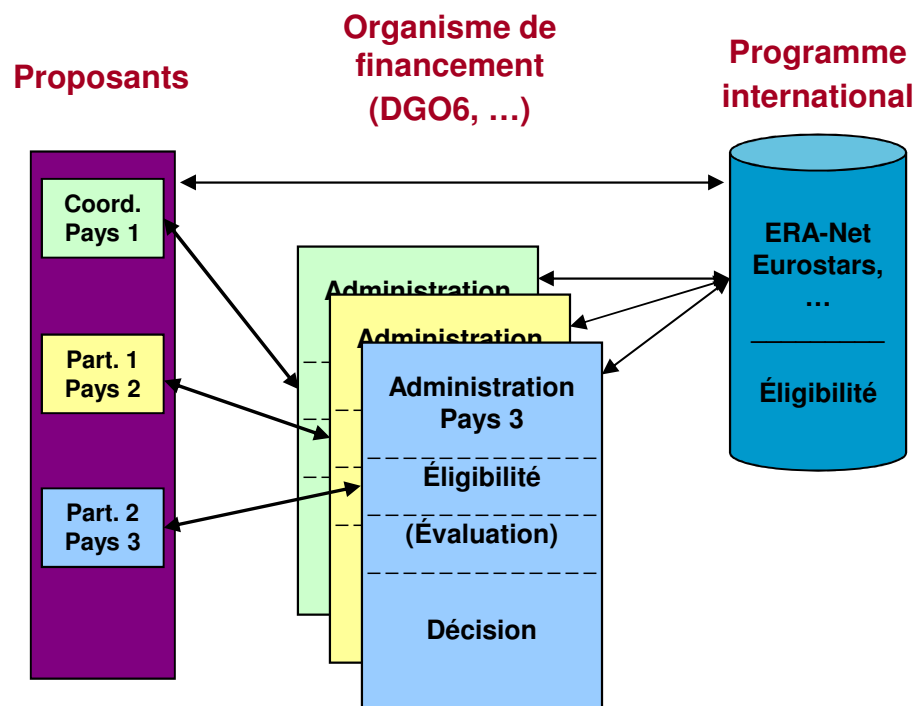 Proposants
Organisme de
financement
(DGO6, …)
Programme
international
Coord.
Pays 1
Part. 1
Pays 2
Part. 2
Pays 3
Administration
Administration
Administration
Pays 3
Éligibilité
(Évaluation)
Décision
ERA-Net
Eurostars,
…
Éligibilité